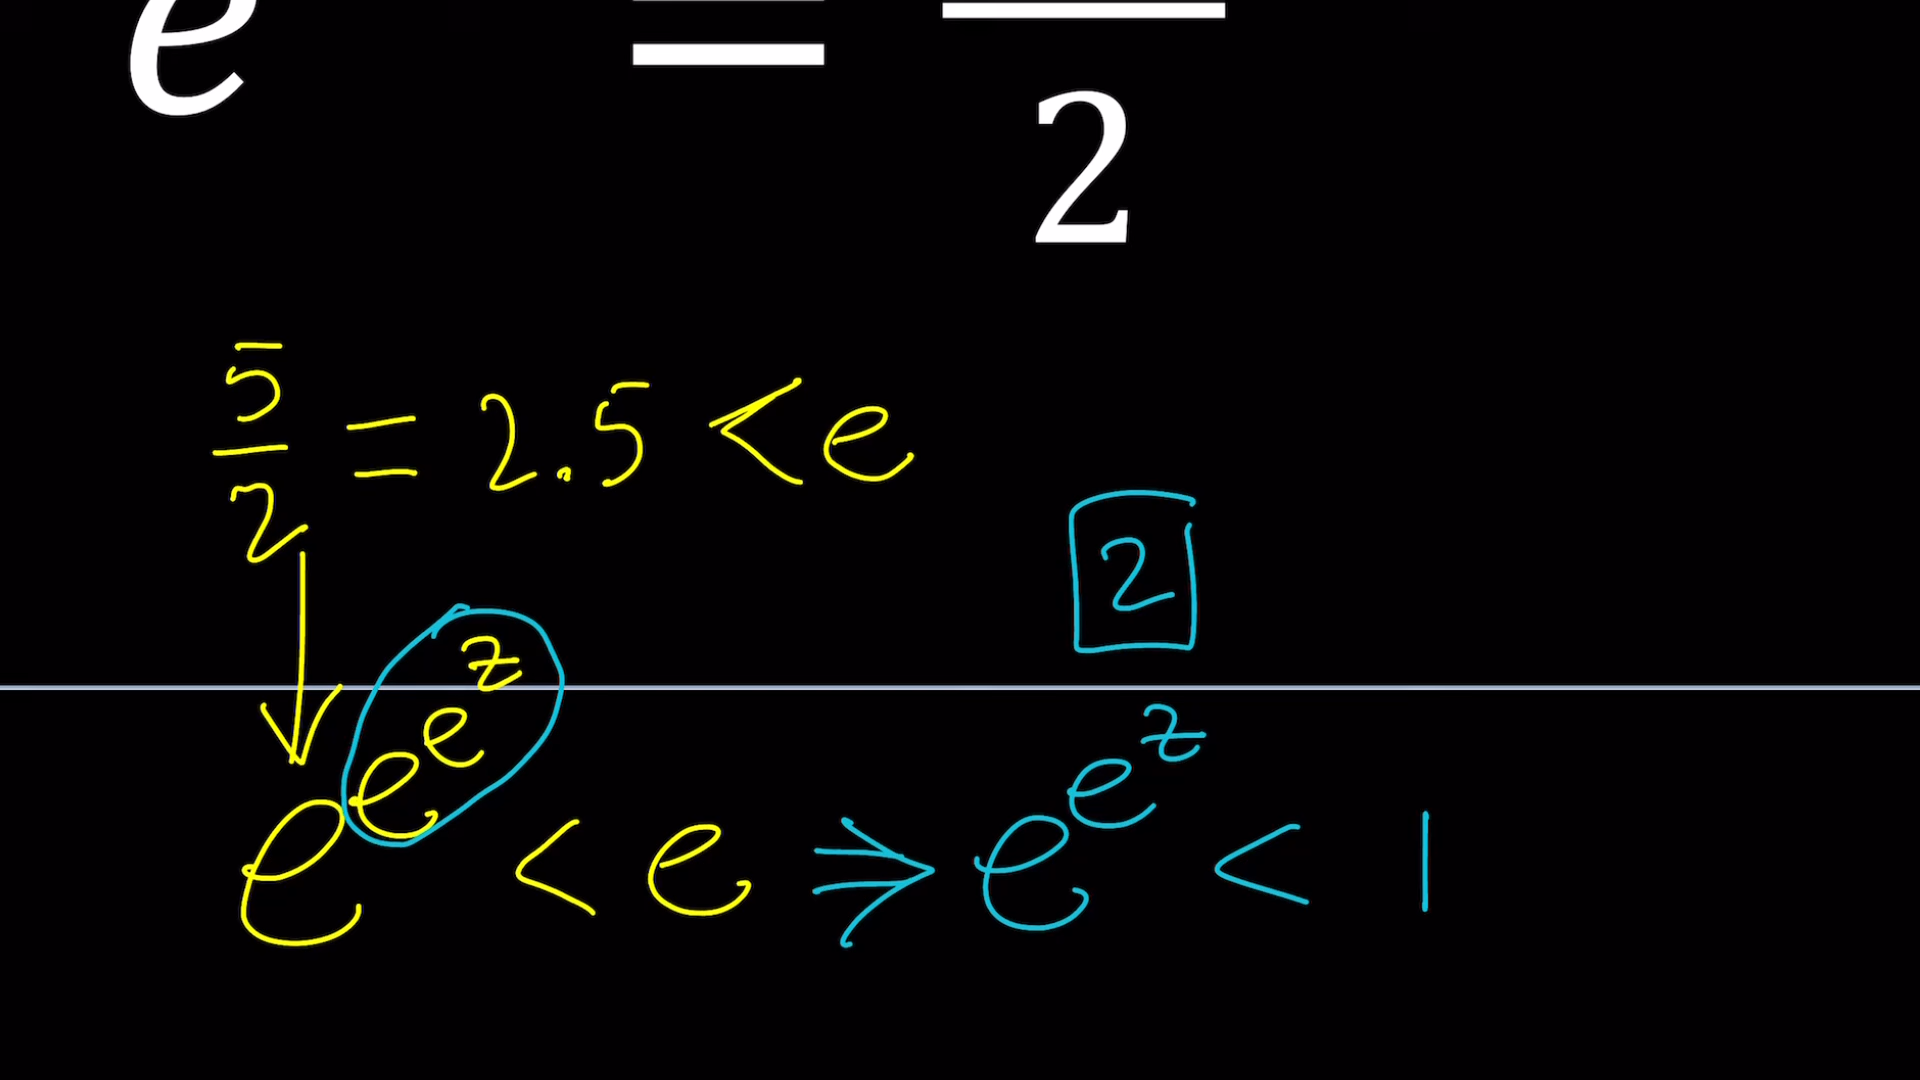 e = 
2
5/2 = 2.5 < e
2
e^e^e^z < e ⇒ e^e^z < 1